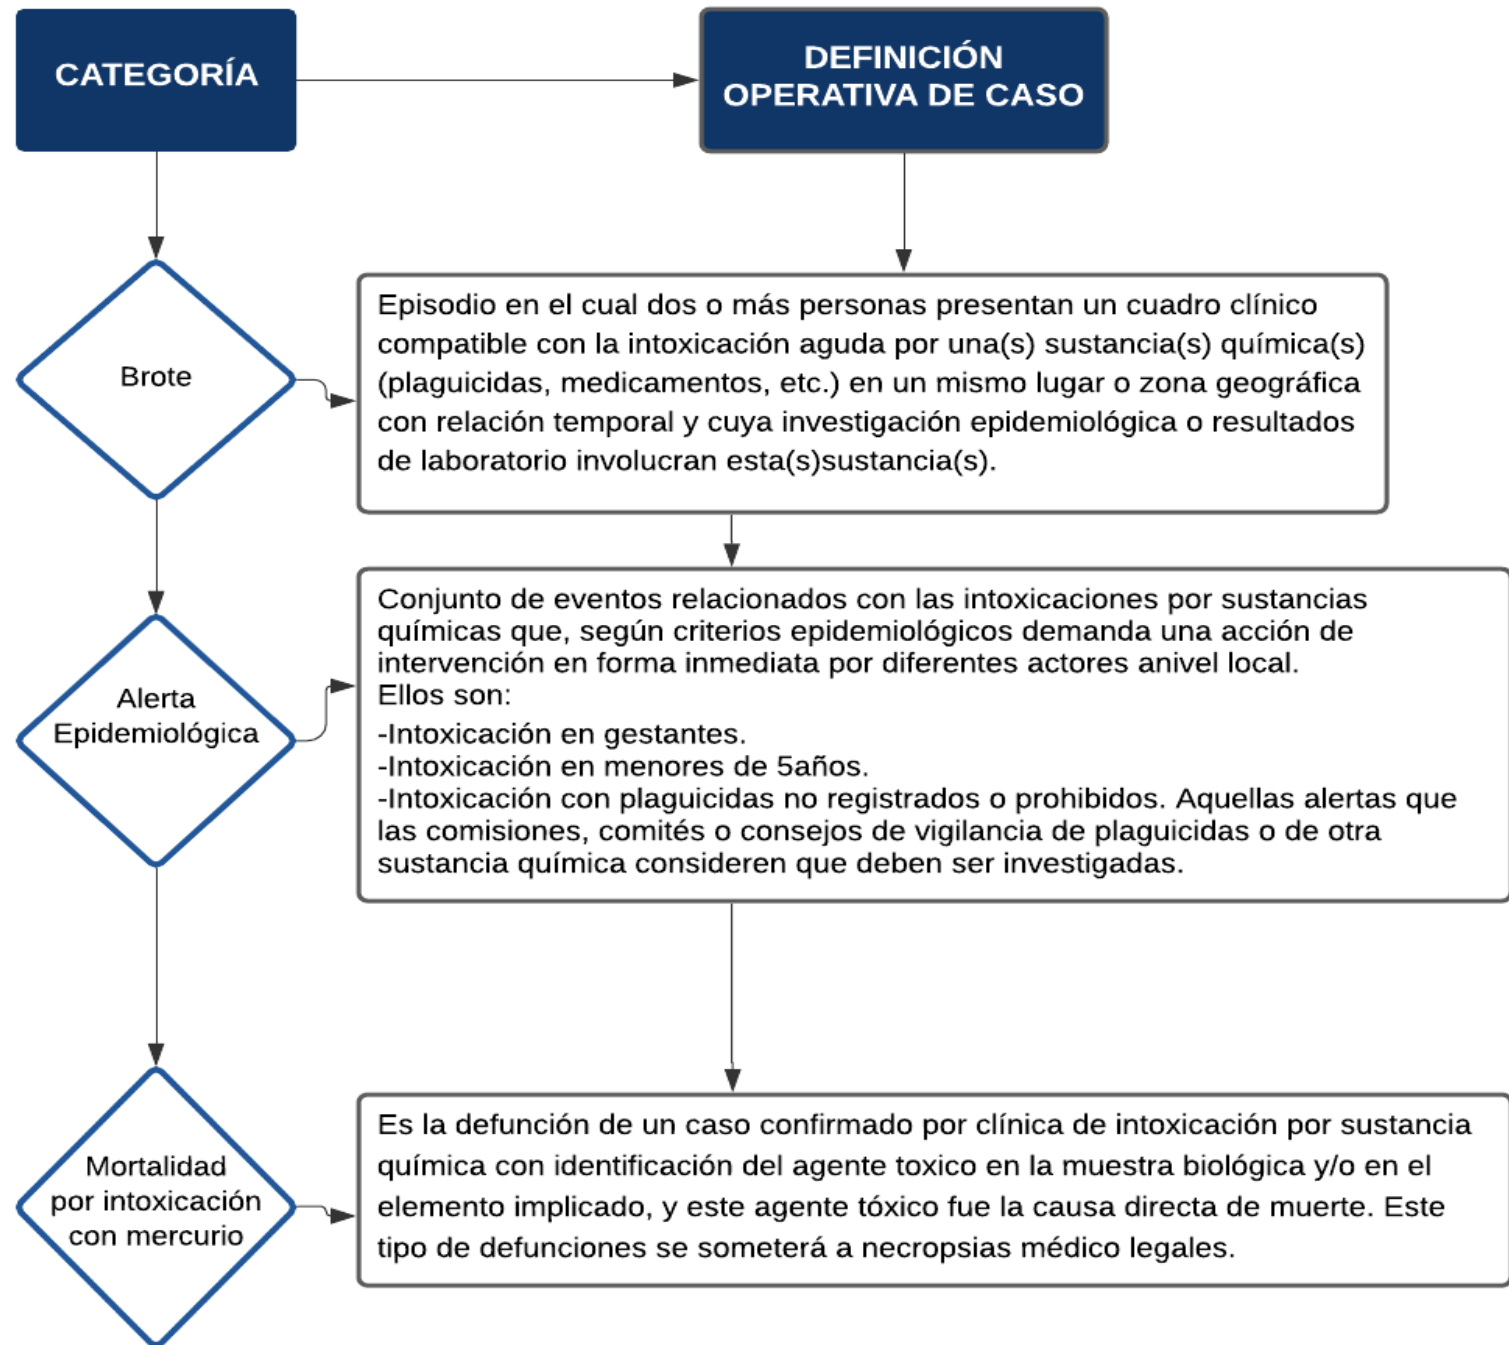 CATEGORÍA
DEFINICIÓN
OPERATIVA DE CASO
Brote
Episodio en el cual dos o más personas presentan un cuadro clínico
compatible con la intoxicación aguda por una(s) sustancia(s) química(s)
(plaguicidas, medicamentos, etc.) en un mismo lugar o zona geográfica
con relación temporal y cuya investigación epidemiológica o resultados
de laboratorio involucran esta(s)sustancia(s).
Alerta
Epidemiológica
Conjunto de eventos relacionados con las intoxicaciones por sustancias
químicas que, según criterios epidemiológicos demanda una acción de
intervención en forma inmediata por diferentes actores anivel local.
Ellos son:
-Intoxicación en gestantes.
-Intoxicación en menores de 5años.
-Intoxicación con plaguicidas no registrados o prohibidos. Aquellas alertas que
las comisiones, comités o consejos de vigilancia de plaguicidas o de otra
sustancia química consideren que deben ser investigadas.
Mortalidad
por intoxicación
con mercurio
Es la defunción de un caso confirmado por clínica de intoxicación por sustancia
química con identificación del agente toxico en la muestra biológica y/o en el
elemento implicado, y este agente tóxico fue la causa directa de muerte. Este
tipo de defunciones se someterá a necropsias médico legales.